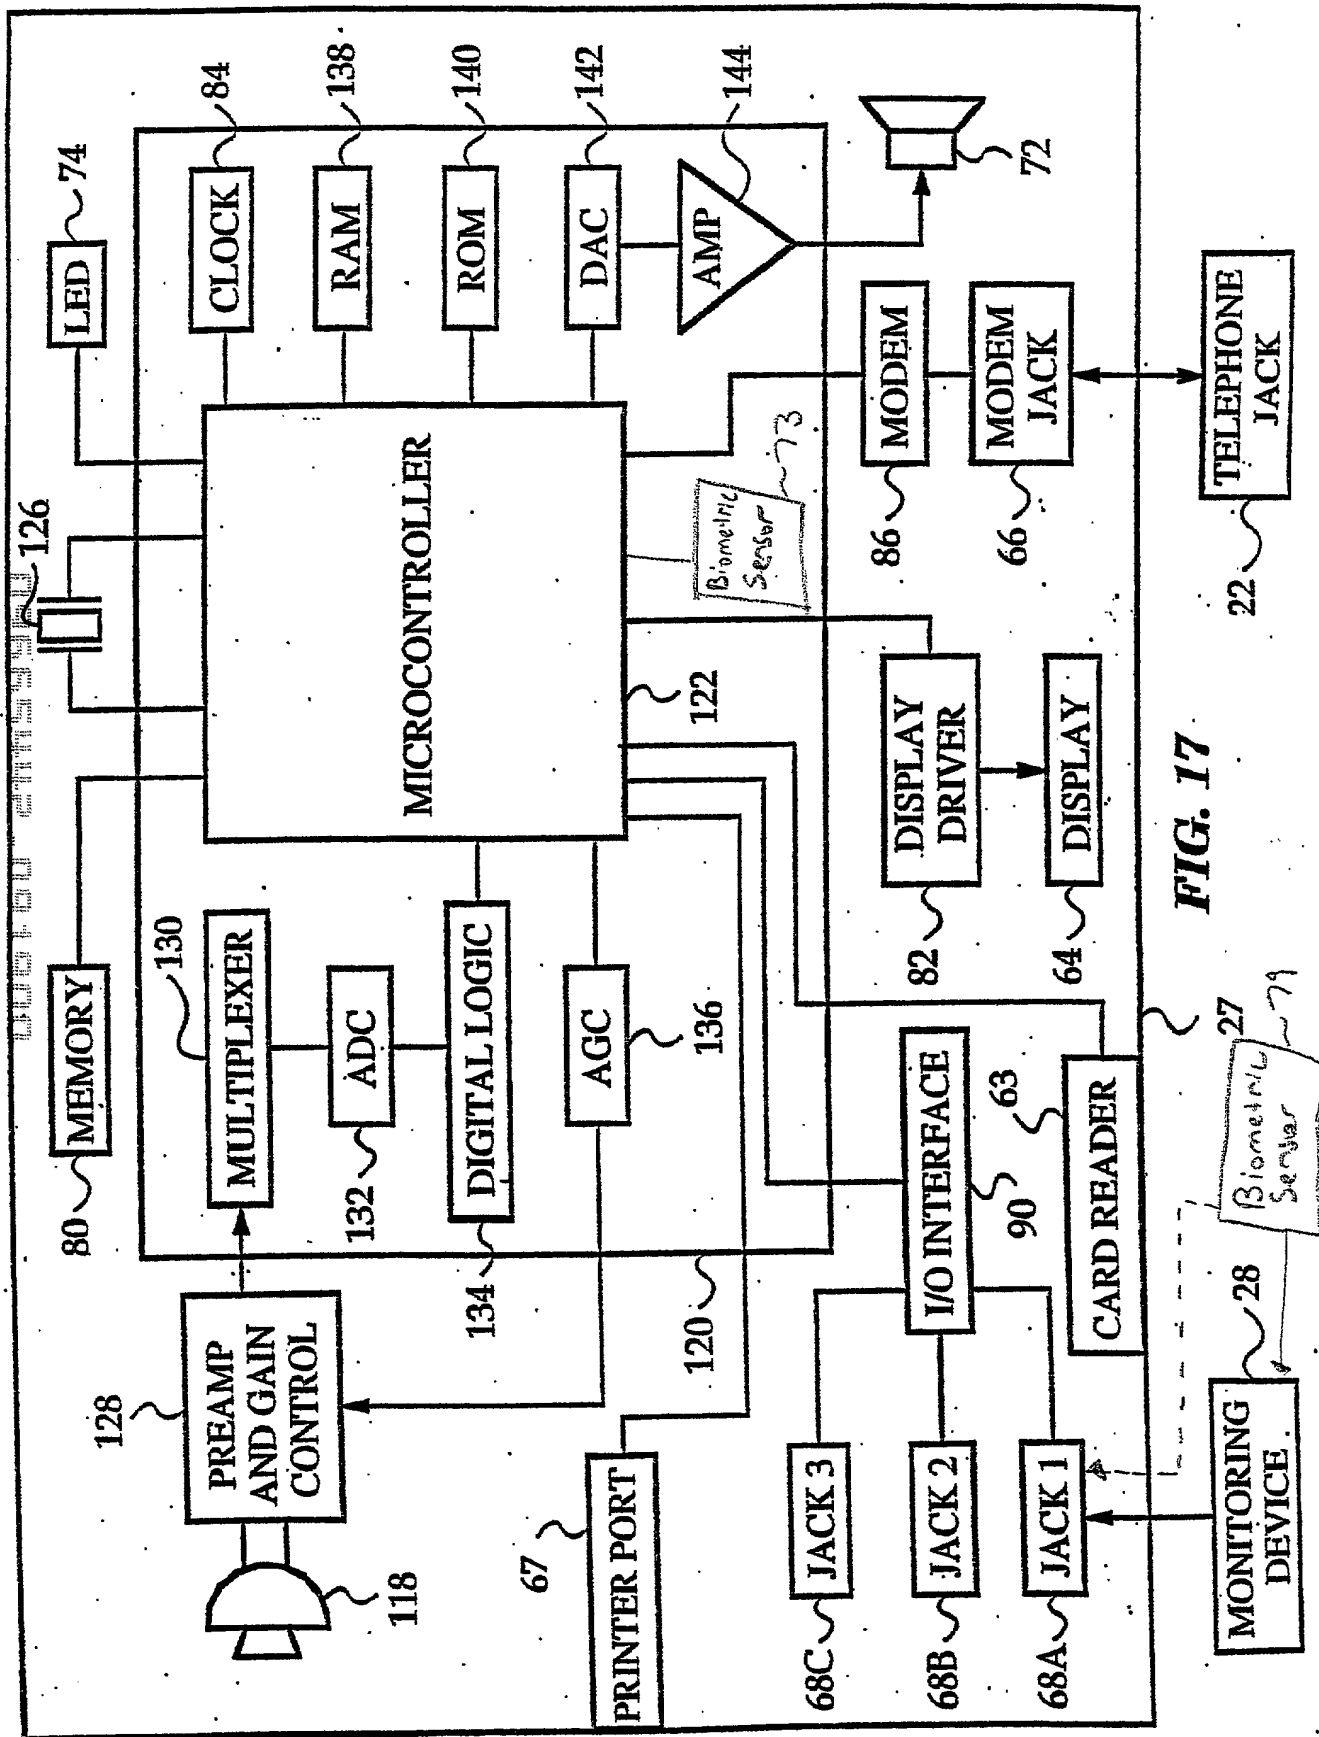 74
LED
126
MEMORY
80
CLOCK
84
RAM
138
ROM
140
DAC
142
AMP
144
72
MICROCONTROLLER
122
Biometric
Sensor
73
130
MULTIPLEXER
ADC
132
DIGITAL LOGIC
134
AGC
136
120
128
PREAMP
AND GAIN
CONTROL
118
67
PRINTER PORT
MODEM
86
MODEM
JACK
66
TELEPHONE
JACK
22
DISPLAY
DRIVER
82
DISPLAY
64
I/O INTERFACE
90
63
CARD READER
27
JACK 3
68C
JACK 2
68B
JACK 1
68A
MONITORING
DEVICE
28
Biometric
Sensor
79
FIG. 17